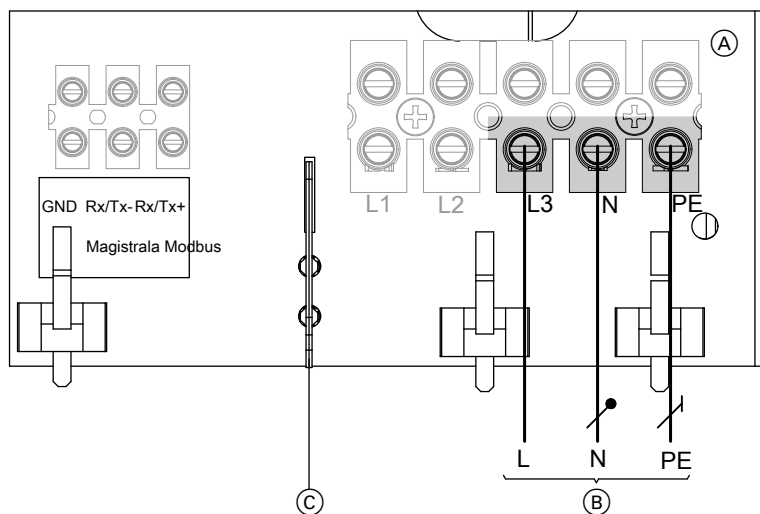 A
L1 L2 L3 N PE
GND Rx/Tx- Rx/Tx+
Magistrala Modbus
L N PE
C B